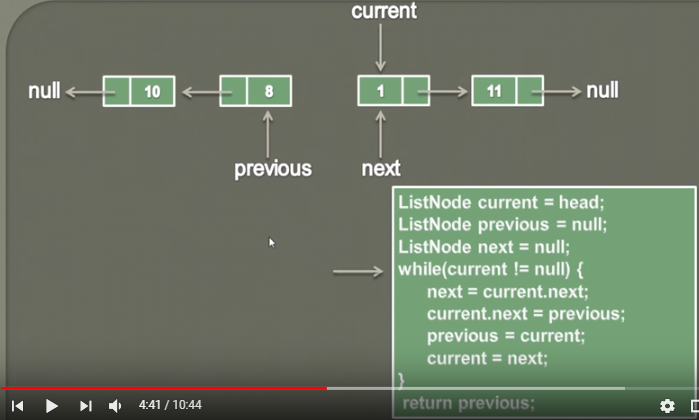 current
null 10 8 1 11 null
previous next
ListNode current = head;
ListNode previous = null;
ListNode next = null;
while(current != null) {
next = current.next;
current.next = previous;
previous = current;
current = next;
}
return previous;
4:41 / 10:44